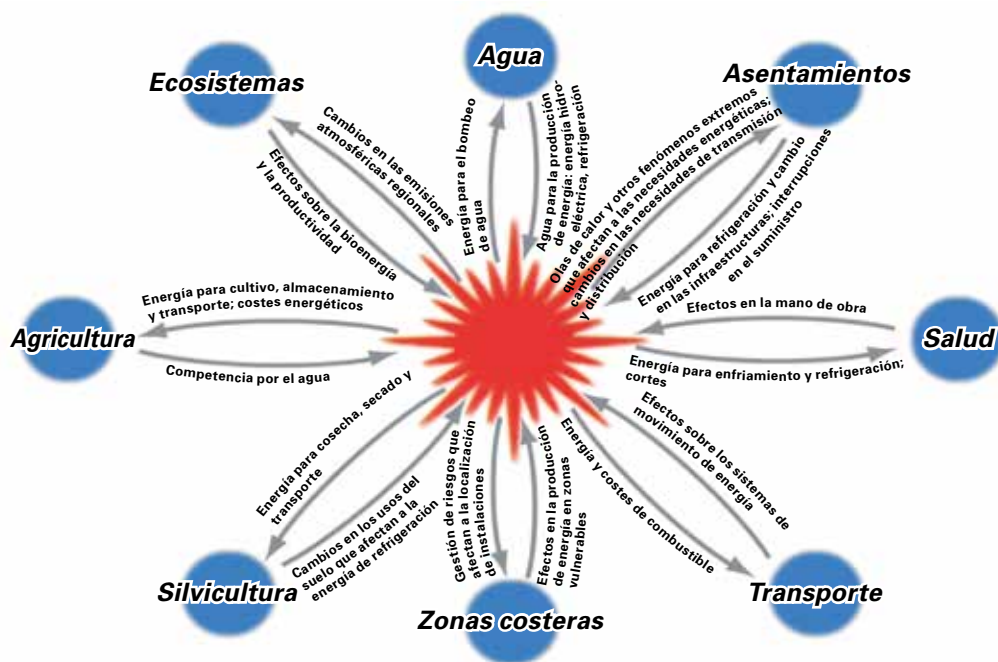 Agua
Ecosistemas
Asentamientos
Cambios en las emisiones
atmosféricas regionales
Efectos sobre la bioenergía
y la productividad
Energía para el bombeo
de agua
Agua para la producción
de energía: energía hidro-
eléctrica, refrigeración
Olas de calor y otros fenómenos extremos
que afectan a las necesidades energéticas;
cambios en las necesidades de transmisión
y distribución
Energía para refrigeración y cambio
en las infraestructuras; interrupciones
en el suministro
Energía para cultivo, almacenamiento
y transporte; costes energéticos
Agricultura
Competencia por el agua
Efectos en la mano de obra
Salud
Energía para enfriamiento y refrigeración;
cortes
Energía para cosecha, secado y
transporte
Cambios en los usos del
suelo que afectan a la
energía de refrigeración
Gestión de riesgos que
afectan a la localización
de instalaciones
Efectos en la producción
de energía en zonas
vulnerables
Energía y costes de combustible
Efectos sobre los sistemas de
movimiento de energía
Silvicultura
Zonas costeras
Transporte